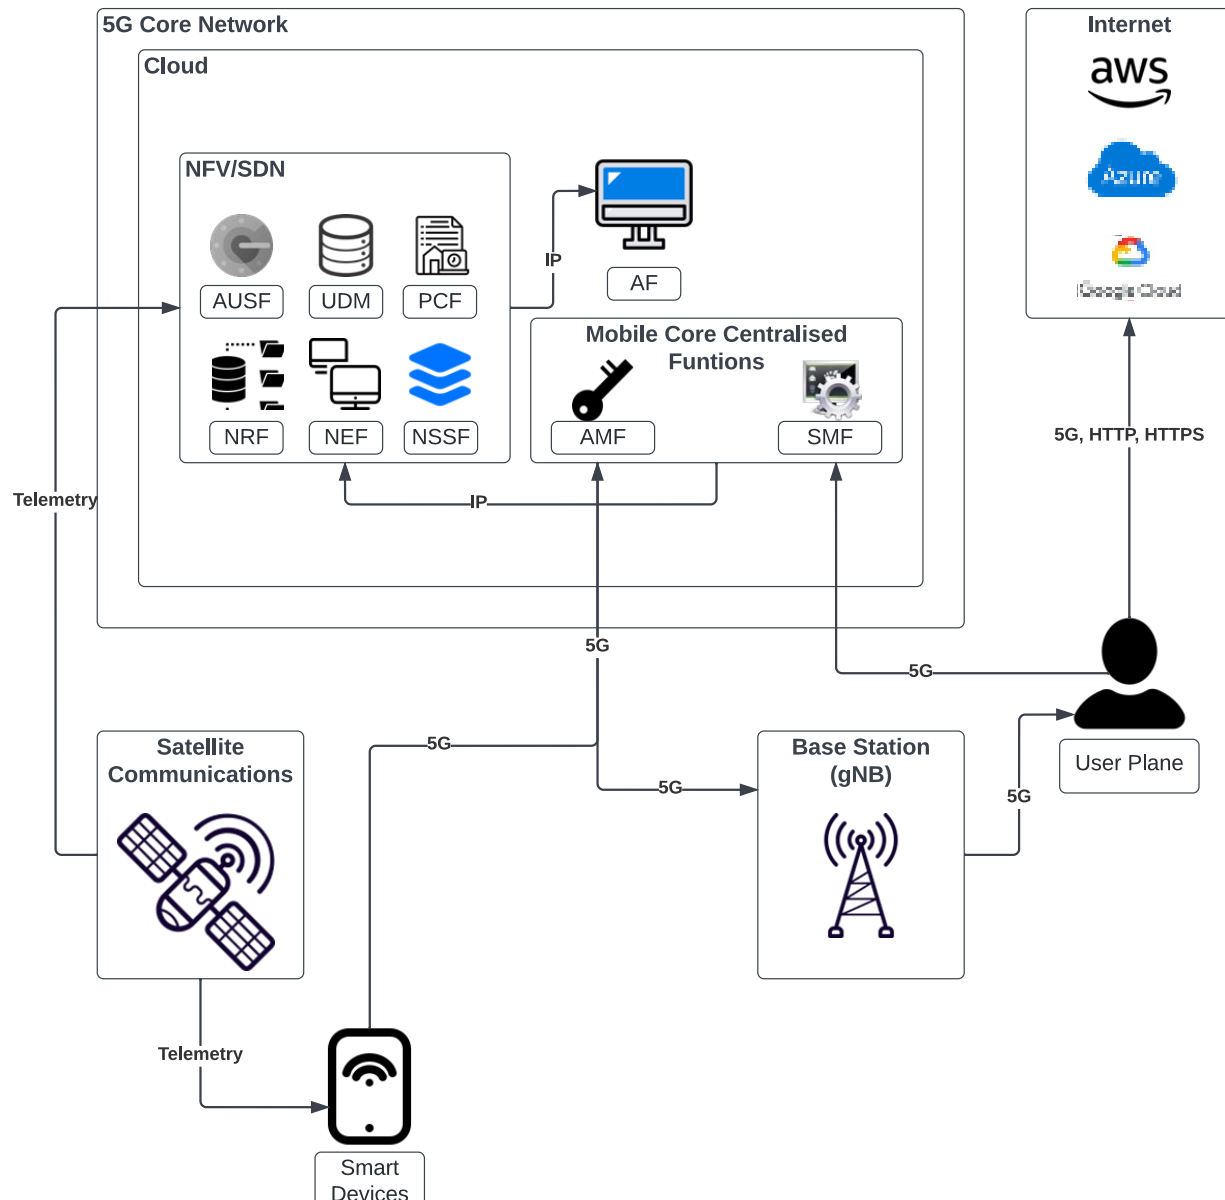 5G Core Network
Cloud
NFV/SDN
AUSF
UDM
PCF
NRF
NEF
NSSF
IP
AF
Mobile Core Centralised
Funtions
AMF
SMF
IP
Internet
aws
Azure
Google Cloud
5G, HTTP, HTTPS
Telemetry
5G
5G
5G
5G
5G
User Plane
Satellite
Communications
Base Station
(gNB)
Telemetry
Smart
Devices